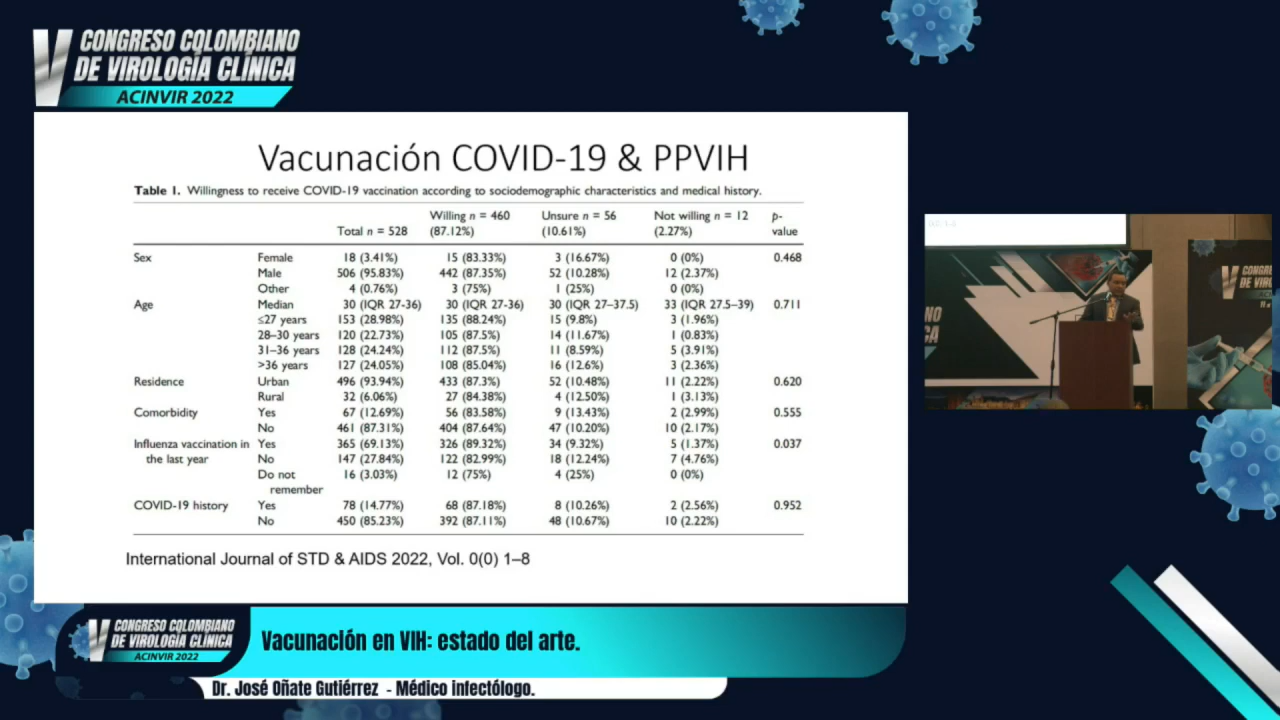 V CONGRESO COLOMBIANO
DE VIROLOGÍA CLÍNICA
ACINVIR 2022
Vacunación COVID-19 & PPVIH
Table 1. Willingness to receive COVID-19 vaccination according to sociodemographic characteristics and medical history.
Total n = 528 Willing n = 460 (87.12%) Unsure n = 56 (10.61%) Not willing n = 12 (2.27%) p-value
Sex Female 18 (3.41%) 15 (83.33%) 3 (16.67%) 0 (0%) 0.468
Male 506 (95.83%) 442 (87.35%) 52 (10.28%) 12 (2.37%)
Other 4 (0.76%) 3 (75%) 1 (25%) 0 (0%)
Age Median 30 (IQR 27-36) 30 (IQR 27-36) 30 (IQR 27–37.5) 33 (IQR 27.5–39) 0.711
≤27 years 153 (28.98%) 135 (88.24%) 15 (9.8%) 3 (1.96%)
28–30 years 120 (22.73%) 105 (87.5%) 14 (11.67%) 1 (0.83%)
31–36 years 128 (24.24%) 112 (87.5%) 11 (8.59%) 5 (3.91%)
>36 years 127 (24.05%) 108 (85.04%) 16 (12.6%) 3 (2.36%)
Residence Urban 496 (93.94%) 433 (87.3%) 52 (10.48%) 11 (2.22%) 0.620
Rural 32 (6.06%) 27 (84.38%) 4 (12.50%) 1 (3.13%)
Comorbidity Yes 67 (12.69%) 56 (83.58%) 9 (13.43%) 2 (2.99%) 0.555
No 461 (87.31%) 404 (87.64%) 47 (10.20%) 10 (2.17%)
Influenza vaccination in Yes 365 (69.13%) 326 (89.32%) 34 (9.32%) 5 (1.37%) 0.037
the last year No 147 (27.84%) 122 (82.99%) 18 (12.24%) 7 (4.76%)
Do not 16 (3.03%) 12 (75%) 4 (25%) 0 (0%)
remember
COVID-19 history Yes 78 (14.77%) 68 (87.18%) 8 (10.26%) 2 (2.56%) 0.952
No 450 (85.23%) 392 (87.11%) 48 (10.67%) 10 (2.22%)
International Journal of STD & AIDS 2022, Vol. 0(0) 1–8
V CONGRESO COLOMBIANO
DE VIROLOGÍA CLÍNICA
ACINVIR 2022
Vacunación en VIH: estado del arte.
Dr. José Oñate Gutiérrez - Médico infectólogo.